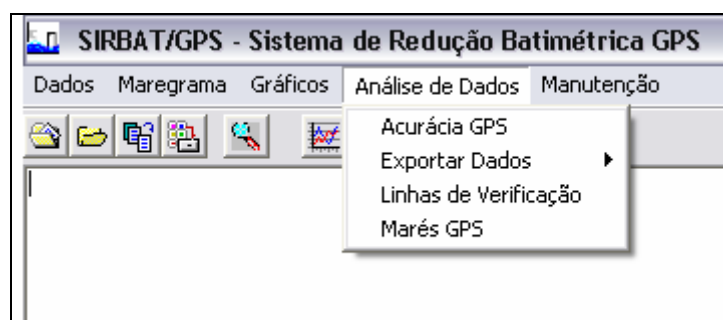 SIRBAT/GPS - Sistema de Redução Batimétrica GPS
Dados Maregrama Gráficos Análise de Dados Manutenção
Acurácia GPS
Exportar Dados
Linhas de Verificação
Marés GPS